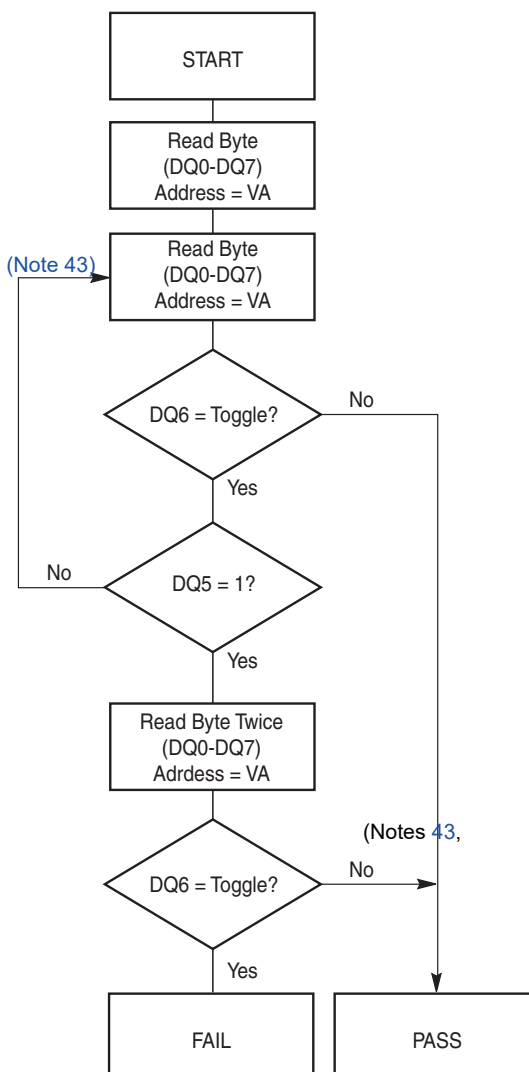 START
Read Byte
(DQ0-DQ7)
Address = VA
(Note 43)
Read Byte
(DQ0-DQ7)
Address = VA
DQ6 = Toggle?
No
Yes
No
DQ5 = 1?
Yes
Read Byte Twice
(DQ0-DQ7)
Adrdess = VA
(Notes 43,
DQ6 = Toggle?
No
Yes
FAIL
PASS